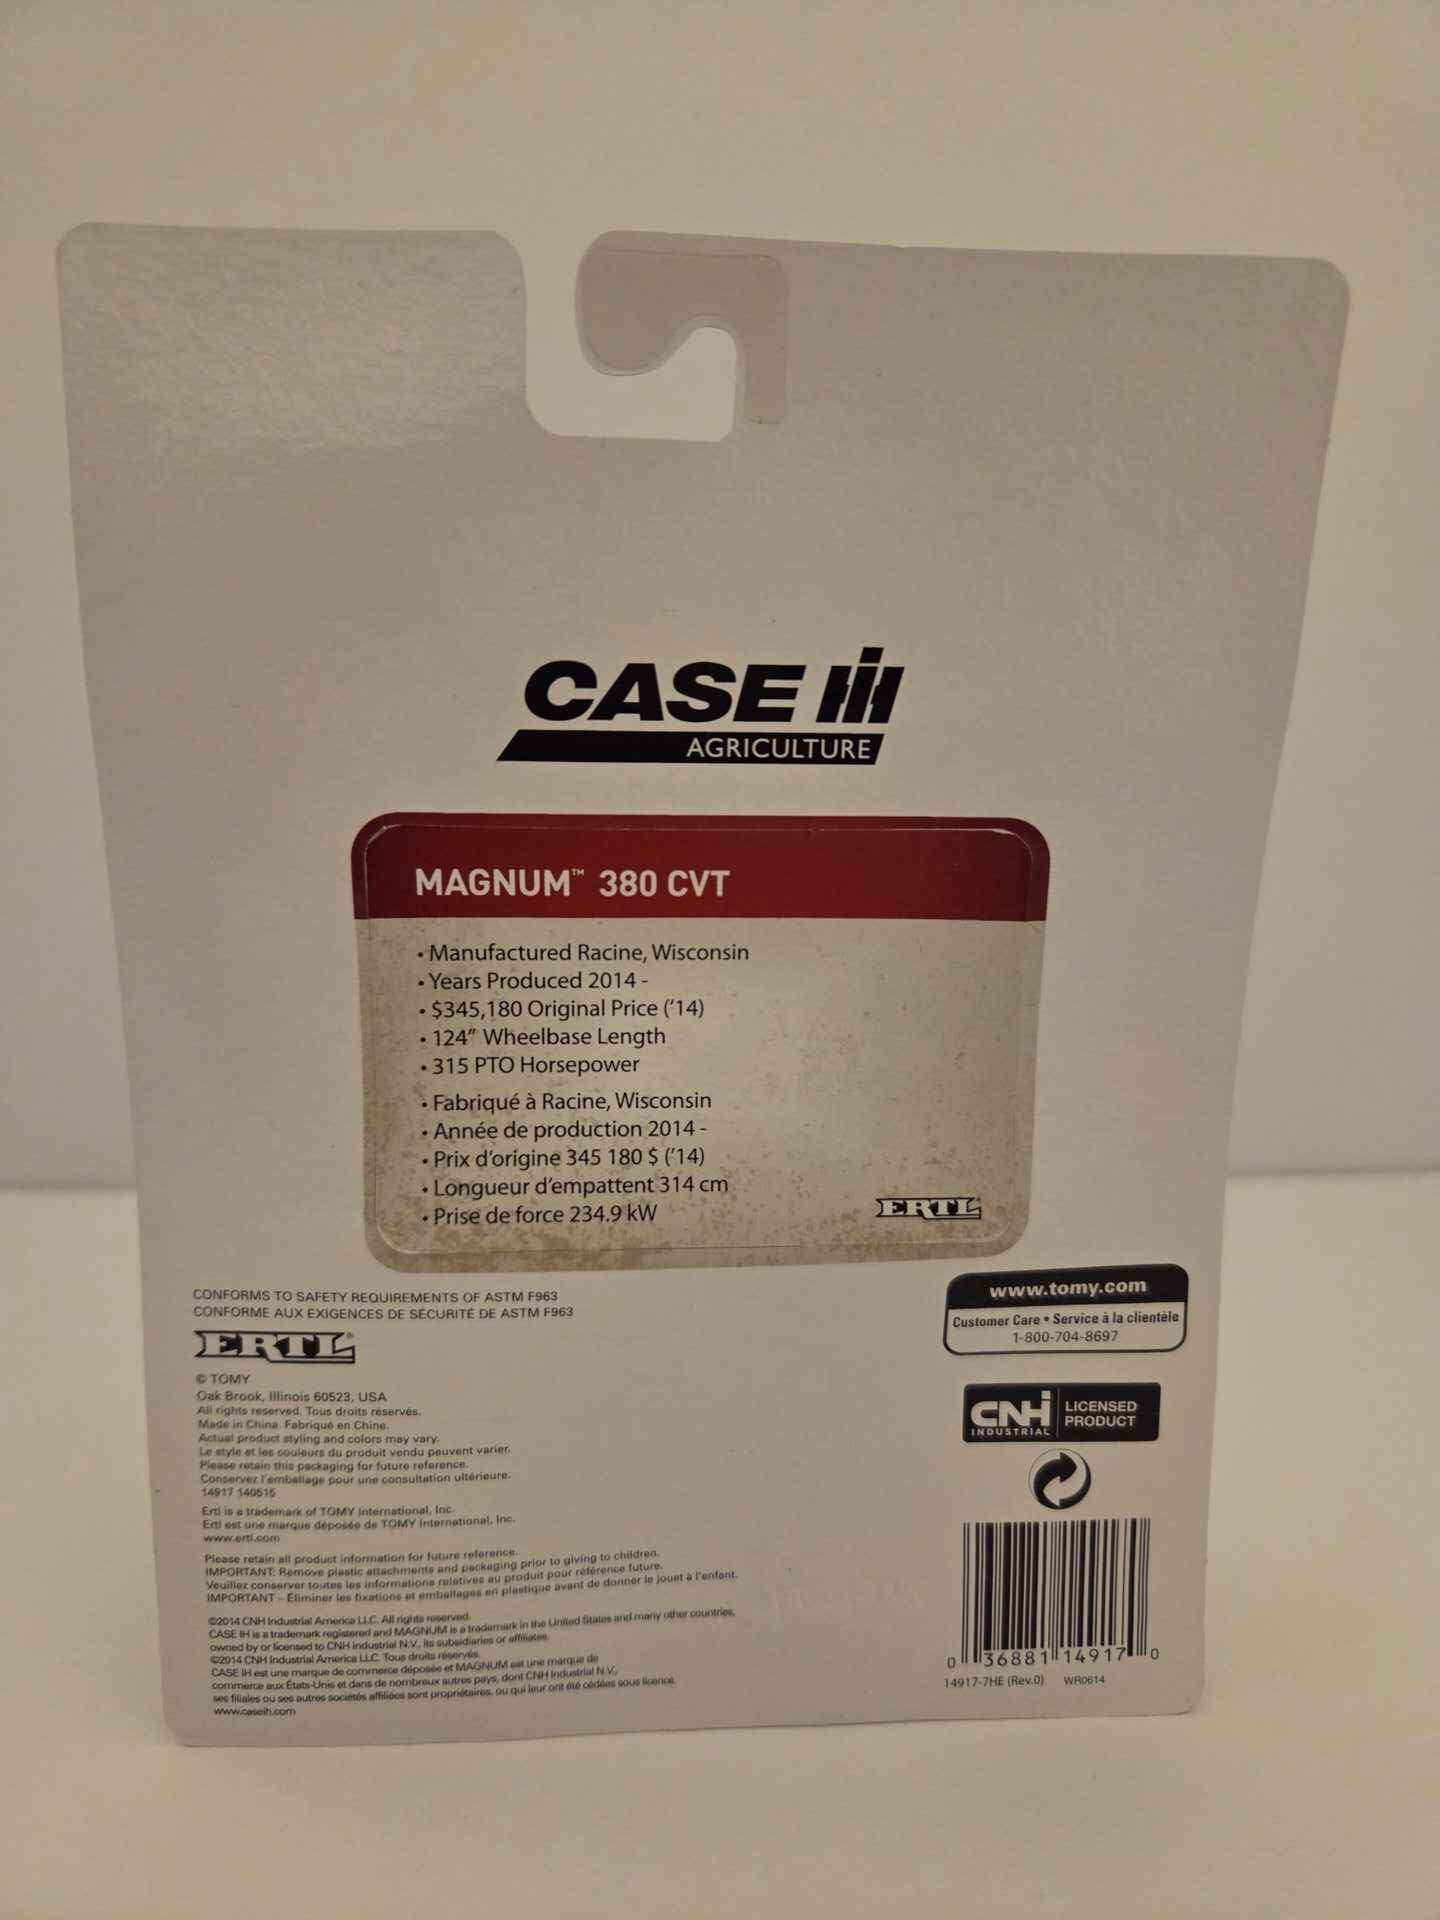 CASE IH
AGRICULTURE
MAGNUM™ 380 CVT
• Manufactured Racine, Wisconsin
• Years Produced 2014 -
• $345,180 Original Price ('14)
• 124" Wheelbase Length
• 315 PTO Horsepower
• Fabriqué à Racine, Wisconsin
• Année de production 2014 -
• Prix d'origine 345 180 $ ('14)
• Longueur d'empattent 314 cm
• Prise de force 234.9 kW
ERTL
CONFORMS TO SAFETY REQUIREMENTS OF ASTM F963
CONFORME AUX EXIGENCES DE SÉCURITÉ DE ASTM F963
ERTL®
© TOMY
Oak Brook, Illinois 60523, USA
All rights reserved. Tous droits réservés.
Made in China. Fabriqué en Chine.
Actual product styling and colors may vary.
Le style et les couleurs du produit vendu peuvent varier.
Please retain this packaging for future reference.
Conservez l'emballage pour une consultation ultérieure.
14917 140515
Ertl is a trademark of TOMY International, Inc.
Ertl est une marque déposée de TOMY International, Inc.
www.ertl.com
Please retain all product information for future reference.
IMPORTANT: Remove plastic attachments and packaging prior to giving to children.
Veuillez conserver toutes les informations relatives au produit pour référence future.
IMPORTANT – Éliminer les fixations et emballages en plastique avant de donner le jouet à l'enfant.
©2014 CNH Industrial America LLC. All rights reserved.
CASE IH is a trademark registered and MAGNUM is a trademark in the United States and many other countries,
owned by or licensed to CNH Industrial N.V., its subsidiaries or affiliates.
©2014 CNH Industrial America LLC. Tous droits réservés.
CASE IH est une marque de commerce déposée et MAGNUM est une marque de
commerce aux États-Unis et dans de nombreux autres pays, dont CNH Industrial N.V.,
ses filiales ou ses autres sociétés affiliées sont propriétaires, ou qui leur ont été cédées sous licence.
www.caseih.com
www.tomy.com
Customer Care • Service à la clientèle
1-800-704-8697
CNH INDUSTRIAL
LICENSED PRODUCT
0 36881 14917 0
14917-7HE (Rev.0) WR0614